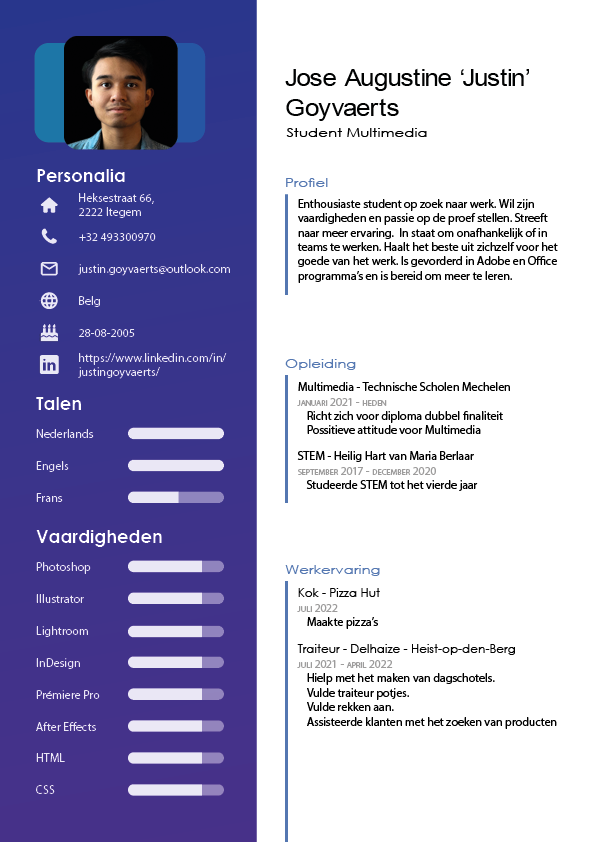 Jose Augustine ‘Justin’
Goyvaerts
Student Multimedia
Personalia
Heksestraat 66,
2222 Itegem
+32 493300970
justin.goyvaerts@outlook.com
Belg
28-08-2005
in
https://www.linkedin.com/in/
justingoyvaerts/
Talen
Nederlands
Engels
Frans
Vaardigheden
Photoshop
Illustrator
Lightroom
InDesign
Prémiere Pro
After Effects
HTML
CSS
Profiel
Enthousiaste student op zoek naar werk. Wil zijn
vaardigheden en passie op de proef stellen. Streeft
naar meer ervaring.  In staat om onafhankelijk of in
teams te werken. Haalt het beste uit zichzelf voor het
goede van het werk. Is gevorderd in Adobe en Office
programma’s en is bereid om meer te leren.
Opleiding
Multimedia - Technische Scholen Mechelen
JANUARI 2021 - HEDEN
Richt zich voor diploma dubbel finaliteit
Possitieve attitude voor Multimedia
STEM - Heilig Hart van Maria Berlaar
SEPTEMBER 2017 - DECEMBER 2020
Studeerde STEM tot het vierde jaar
Werkervaring
Kok - Pizza Hut
JULI 2022
Maakte pizza’s
Traiteur - Delhaize - Heist-op-den-Berg
JULI 2021 - APRIL 2022
Hielp met het maken van dagschotels.
Vulde traiteur potjes.
Vulde rekken aan.
Assisteerde klanten met het zoeken van producten